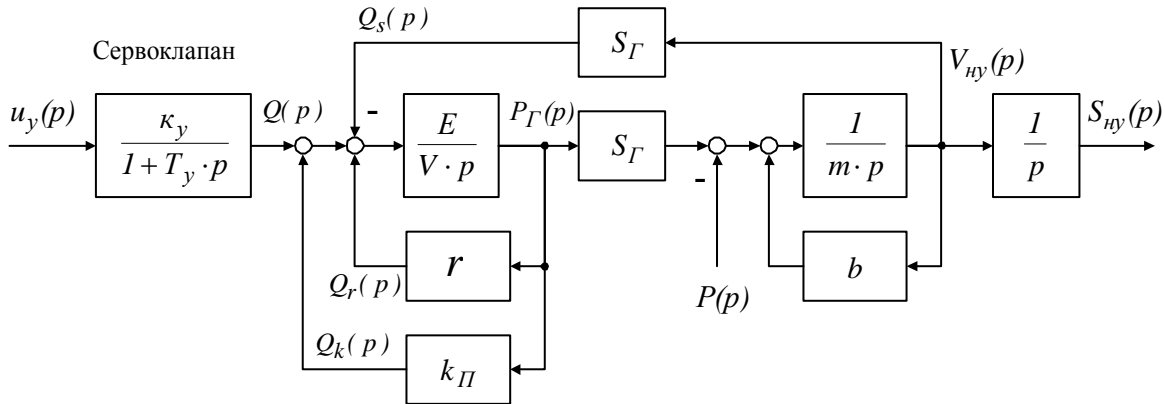 Q_s(p)
S_Г
Сервоклапан
V_ну(p)
u_y(p)
κ_y
1 + T_y · p
Q(p)
-
E
V · p
P_Г(p)
S_Г
-
1
m · p
1
p
S_ну(p)
r
Q_r(p)
b
P(p)
Q_k(p)
k_П